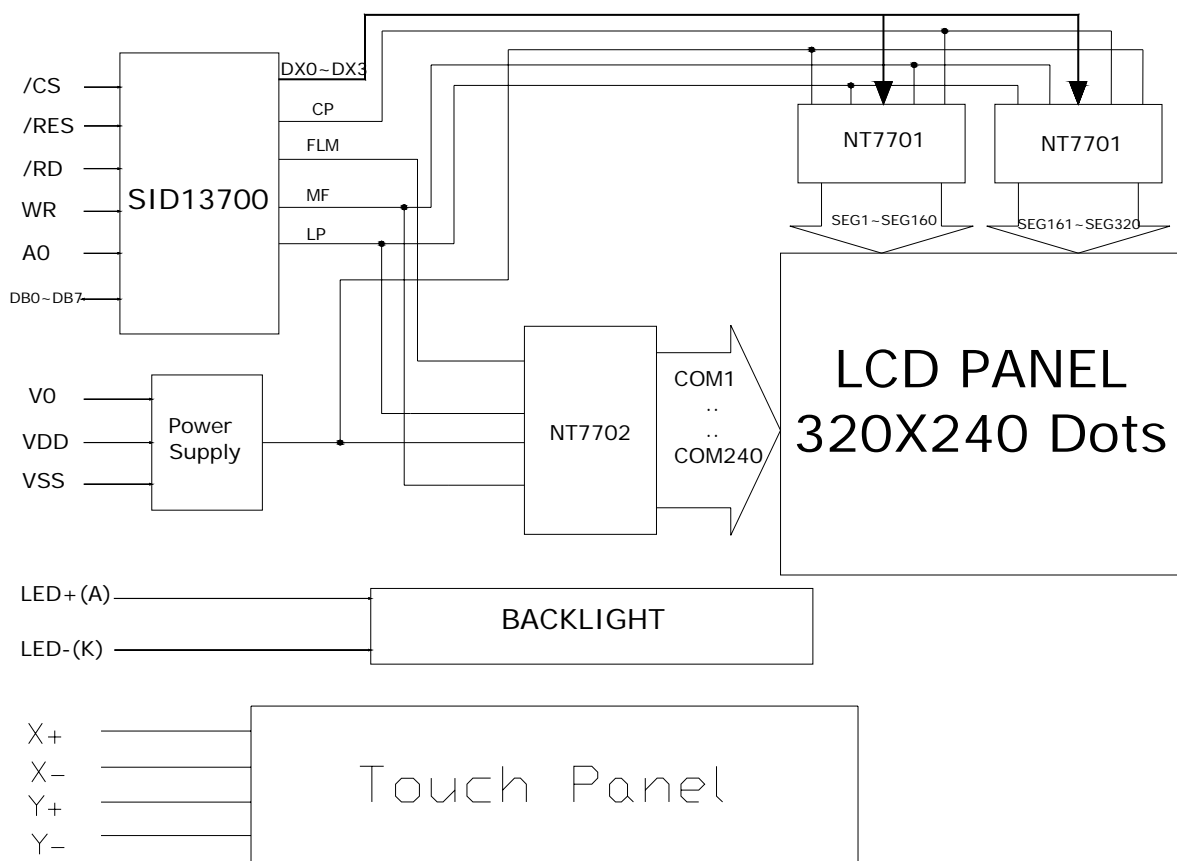 /CS
/RES
/RD
WR
A0
DB0~DB7
SID13700
DX0~DX3
CP
FLM
MF
LP
NT7701
NT7701
SEG1~SEG160
SEG161~SEG320
V0
VDD
VSS
Power
Supply
NT7702
COM1
..
..
COM240
LCD PANEL
320X240 Dots
LED+(A)
LED-(K)
BACKLIGHT
X+
X-
Y+
Y-
Touch Panel